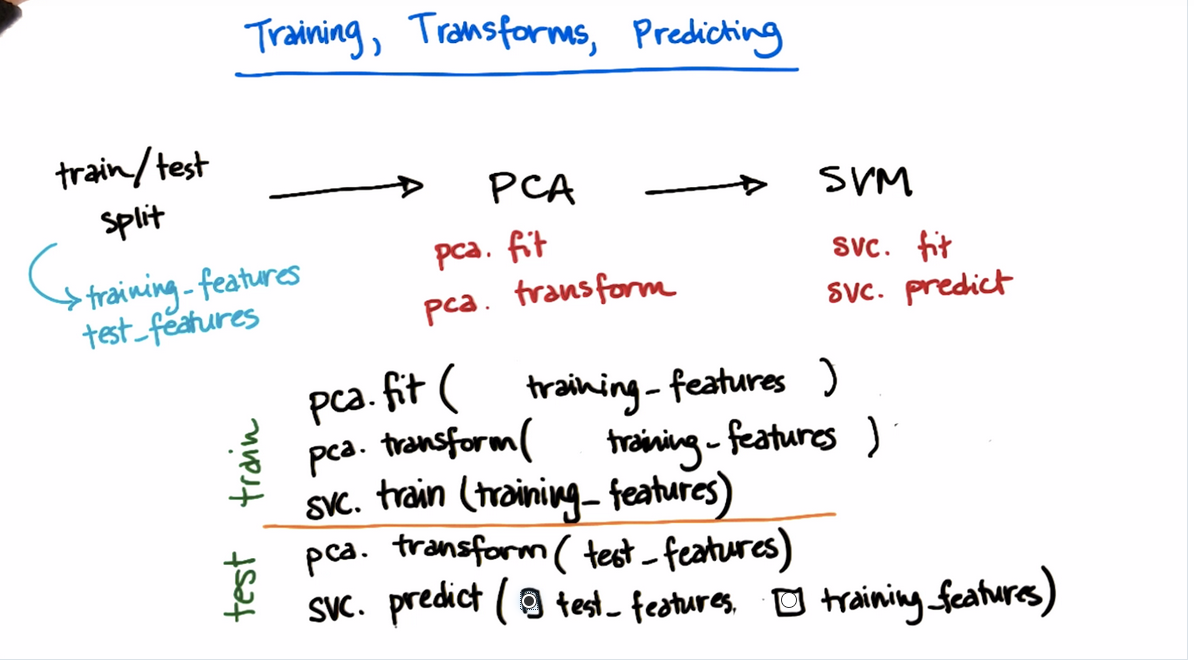 Training, Transforms, Predicting
train/test
split
PCA
SVM
training_features
test_features
pca. fit
pca. transform
svc. fit
svc. predict
train
pca.fit ( training_features )
pca. transform( training_features )
svc. train (training_features)
test
pca. transform( test_features)
svc. predict ( test_features, training_features)